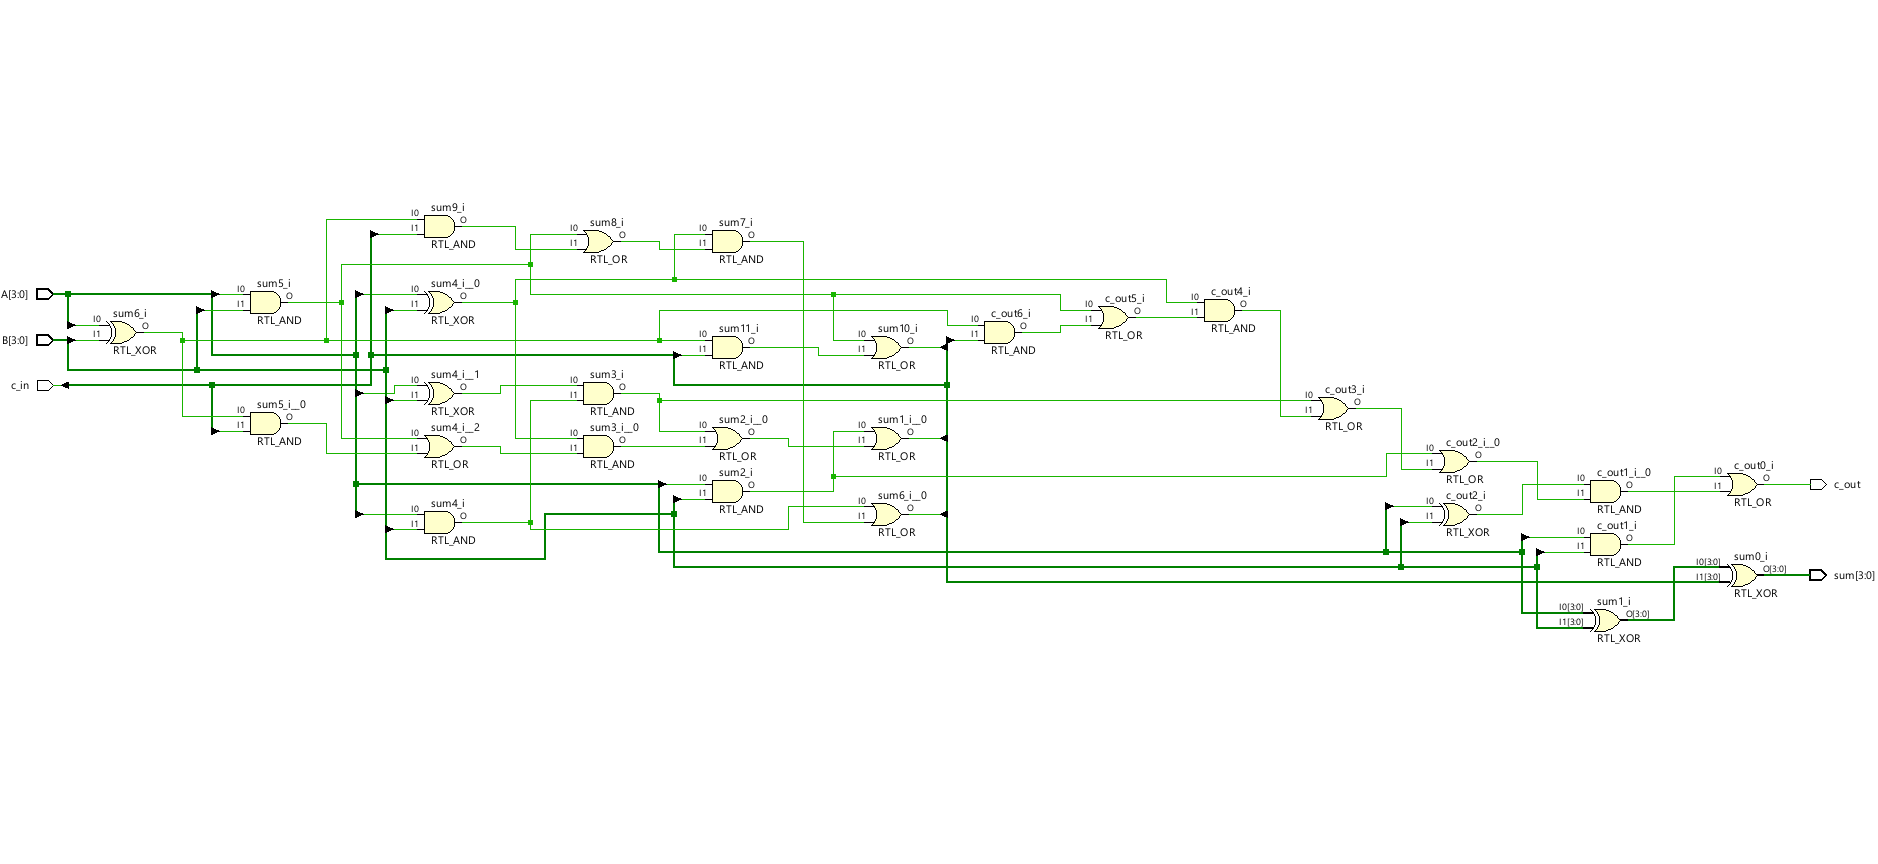 A[3:0]
B[3:0]
c_in
sum6_i
I0
I1
O
RTL_XOR
sum5_i
I0
I1
O
RTL_AND
sum5_i__0
I0
I1
O
RTL_AND
sum9_i
I0
I1
O
RTL_AND
sum4_i__0
I0
I1
O
RTL_XOR
sum4_i__1
I0
I1
O
RTL_XOR
sum4_i__2
I0
I1
O
RTL_OR
sum4_i
I0
I1
O
RTL_AND
sum8_i
I0
I1
O
RTL_OR
sum3_i
I0
I1
O
RTL_AND
sum3_i__0
I0
I1
O
RTL_AND
sum7_i
I0
I1
O
RTL_AND
sum11_i
I0
I1
O
RTL_AND
sum2_i__0
I0
I1
O
RTL_OR
sum2_i
I0
I1
O
RTL_AND
sum10_i
I0
I1
O
RTL_OR
sum1_i__0
I0
I1
O
RTL_OR
sum6_i__0
I0
I1
O
RTL_OR
c_out6_i
I0
I1
O
RTL_AND
c_out5_i
I0
I1
O
RTL_OR
c_out4_i
I0
I1
O
RTL_AND
c_out3_i
I0
I1
O
RTL_OR
c_out2_i__0
I0
I1
O
RTL_OR
c_out2_i
I0
I1
O
RTL_XOR
c_out1_i__0
I0
I1
O
RTL_AND
c_out1_i
I0
I1
O
RTL_AND
sum1_i
I0[3:0]
I1[3:0]
O[3:0]
RTL_XOR
c_out0_i
I0
I1
O
RTL_OR
sum0_i
I0[3:0]
I1[3:0]
O[3:0]
RTL_XOR
c_out
sum[3:0]